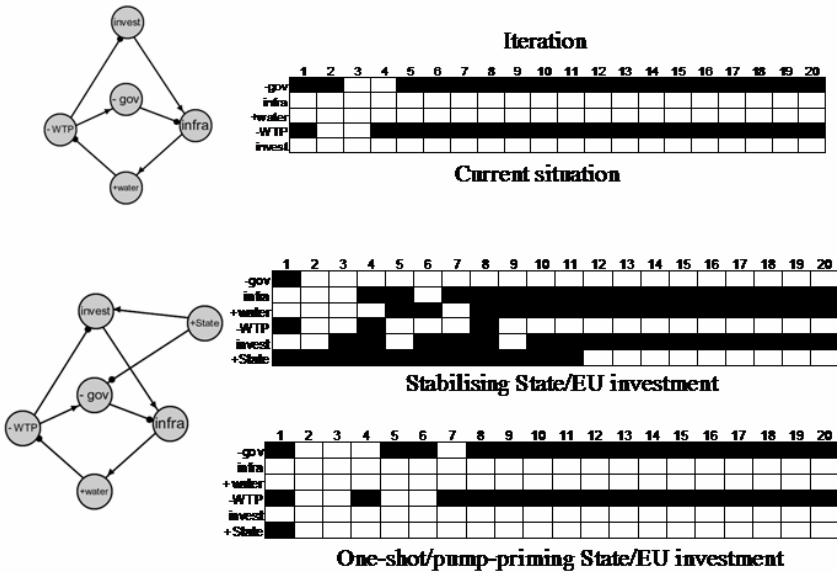 invest
- gov
- WTP
infra
+water
Iteration
1 2 3 4 5 6 7 8 9 10 11 12 13 14 15 16 17 18 19 20
-gov
infra
+water
-WTP
invest
Current situation
invest
+State
- gov
- WTP
infra
+water
1 2 3 4 5 6 7 8 9 10 11 12 13 14 15 16 17 18 19 20
-gov
infra
+water
-WTP
invest
+State
Stabilising State/EU investment
1 2 3 4 5 6 7 8 9 10 11 12 13 14 15 16 17 18 19 20
-gov
infra
+water
-WTP
invest
+State
One-shot/pump-priming State/EU investment